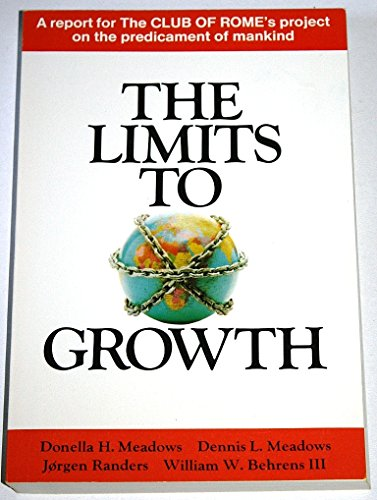 A report for The CLUB OF ROME's project
on the predicament of mankind
THE
LIMITS
TO
GROWTH
Donella H. Meadows Dennis L. Meadows
Jørgen Randers William W. Behrens III